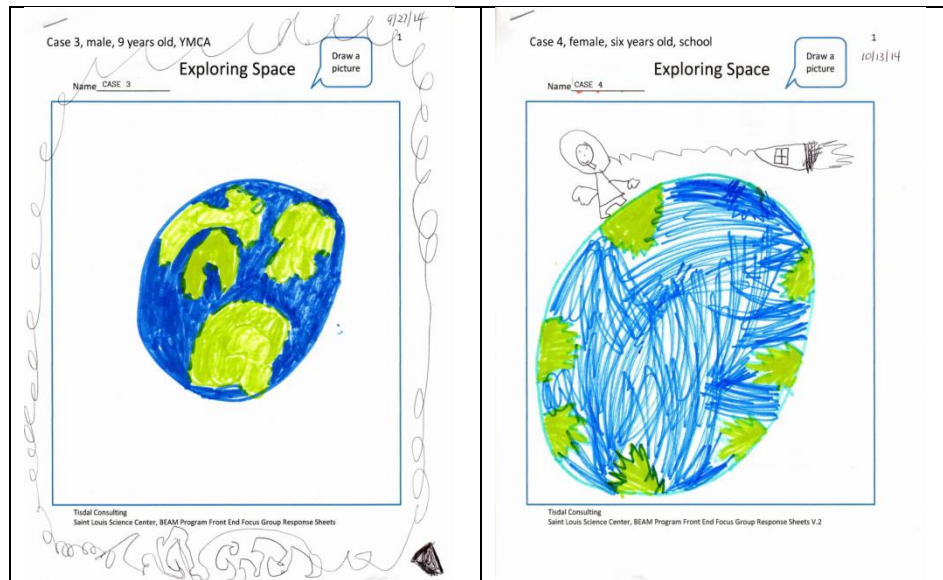 9/27/14
Case 3, male, 9 years old, YMCA
1
Draw a
picture
Exploring Space
Name CASE 3
Tisdal Consulting
Saint Louis Science Center, BEAM Program Front End Focus Group Response Sheets
Case 4, female, six years old, school
1
10/13/14
Draw a
picture
Exploring Space
Name CASE 4
Tisdal Consulting
Saint Louis Science Center, BEAM Program Front End Focus Group Response Sheets V.2